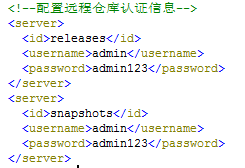 <!--配置远程仓库认证信息-->
<server>
<id>releases</id>
<username>admin</username>
<password>admin123</password>
</server>
<server>
<id>snapshots</id>
<username>admin</username>
<password>admin123</password>
</server>